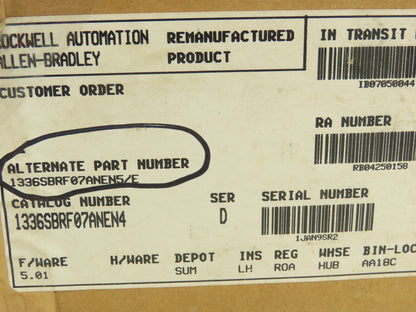 ROCKWELL AUTOMATION REMANUFACTURED
ALLEN-BRADLEY PRODUCT
IN TRANSIT
IB07050044
CUSTOMER ORDER
RA NUMBER
RB04250158
ALTERNATE PART NUMBER
1336SBRF07ANEN5/E
CATALOG NUMBER SER SERIAL NUMBER
1336SBRF07ANEN4 D
1JAN9SR2
F/WARE H/WARE DEPOT INS REG WHSE BIN-LOC
5.01 SUM LH ROA HUB AA18C